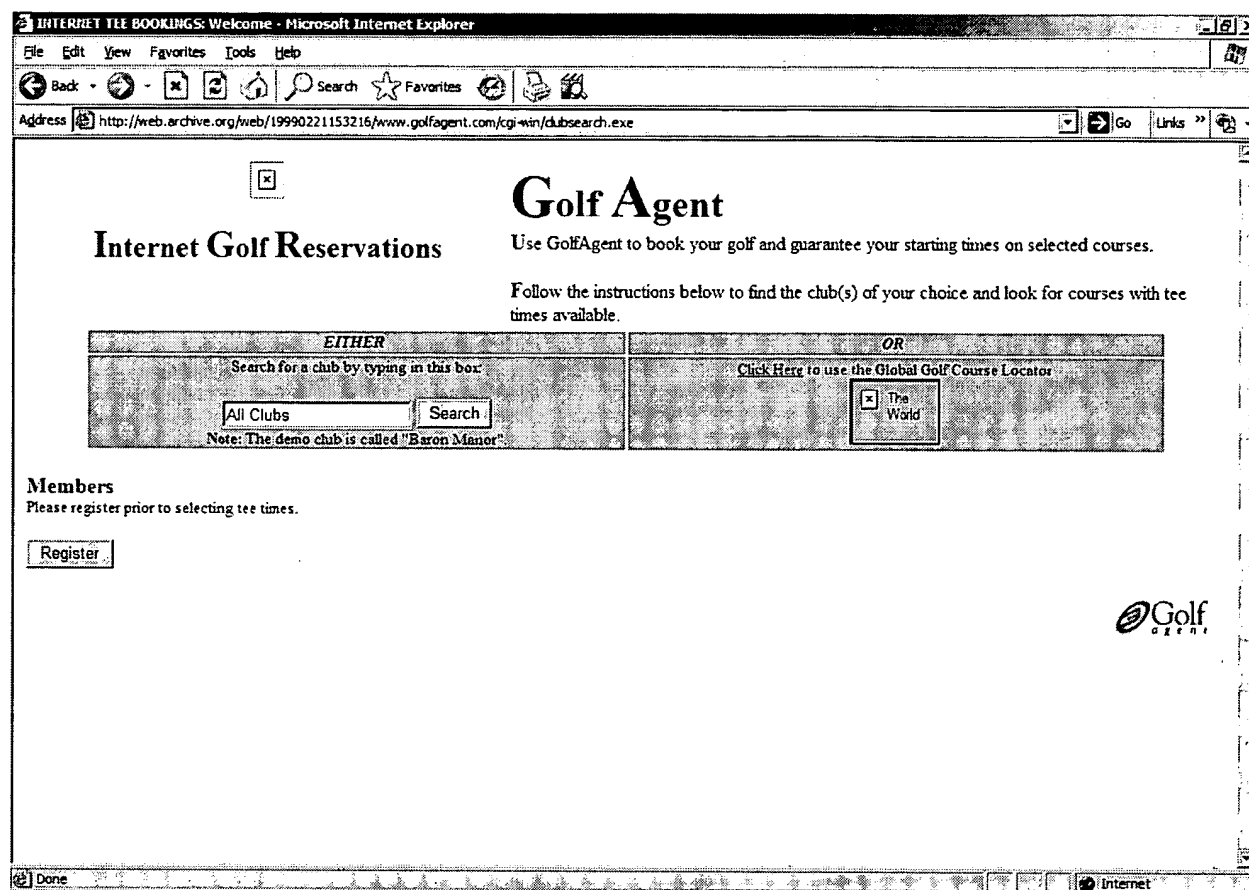 INTERNET TEE BOOKINGS: Welcome - Microsoft Internet Explorer
File Edit View Favorites Tools Help
Back Search Favorites
Address http://web.archive.org/web/19990221153216/www.golfagent.com/cgi-win/clubsearch.exe Go Links »
Golf Agent
Internet Golf Reservations
Use GolfAgent to book your golf and guarantee your starting times on selected courses.
Follow the instructions below to find the club(s) of your choice and look for courses with tee
times available.
EITHER
Search for a club by typing in this box:
All Clubs Search
Note: The demo club is called "Baron Manor".
OR
Click Here to use the Global Golf Course Locator
The
World
Members
Please register prior to selecting tee times.
Register
Golf
agent
Done Internet